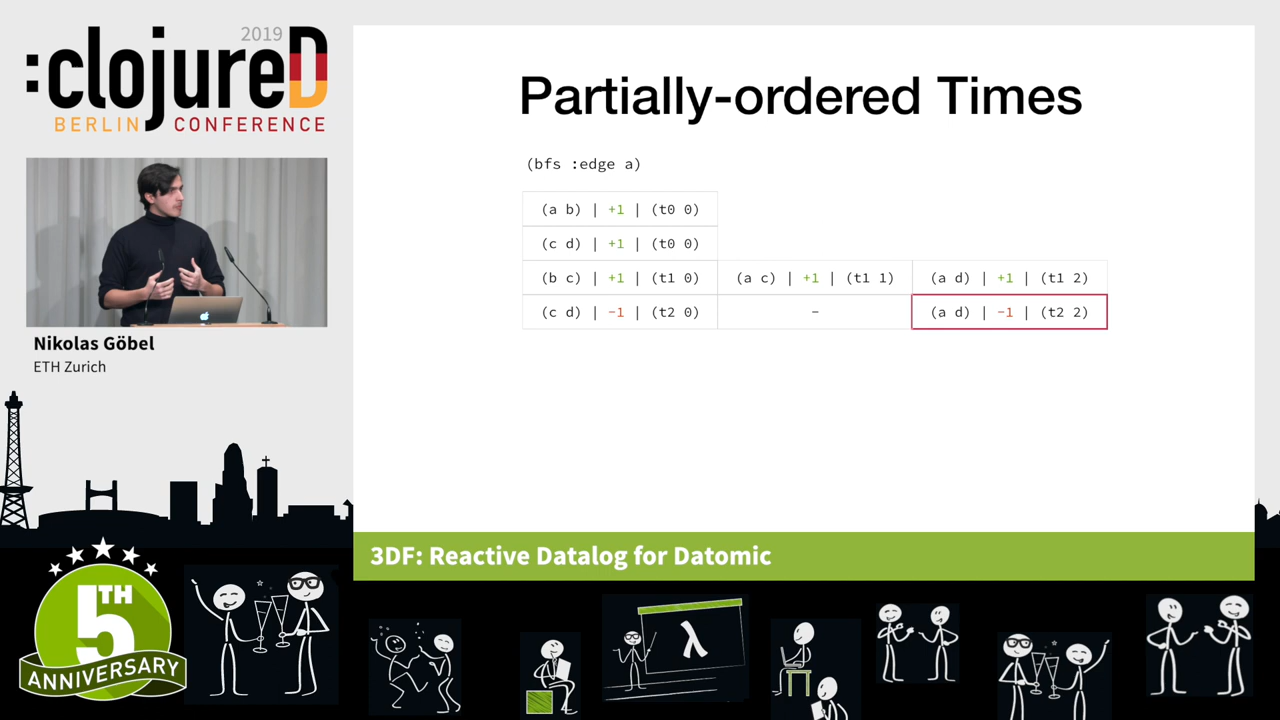 2019
:clojureD
BERLIN CONFERENCE
Nikolas Göbel
ETH Zurich
Partially-ordered Times
(bfs :edge a)
(a b) | +1 | (t0 0)
(c d) | +1 | (t0 0)
(b c) | +1 | (t1 0) (a c) | +1 | (t1 1) (a d) | +1 | (t1 2)
(c d) | -1 | (t2 0) - (a d) | -1 | (t2 2)
3DF: Reactive Datalog for Datomic
5TH
ANNIVERSARY
λ